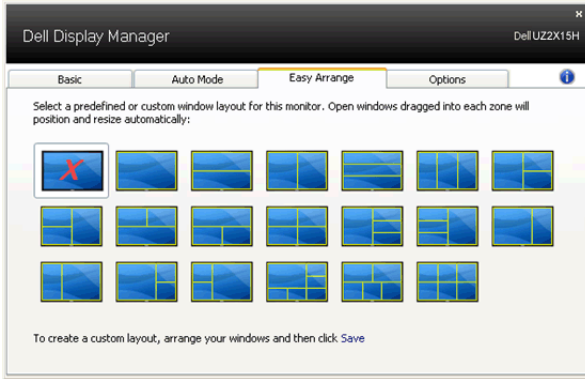 Dell Display Manager
Dell UZ2X15H
Basic
Auto Mode
Easy Arrange
Options
Select a predefined or custom window layout for this monitor. Open windows dragged into each zone will
position and resize automatically:
To create a custom layout, arrange your windows and then click Save